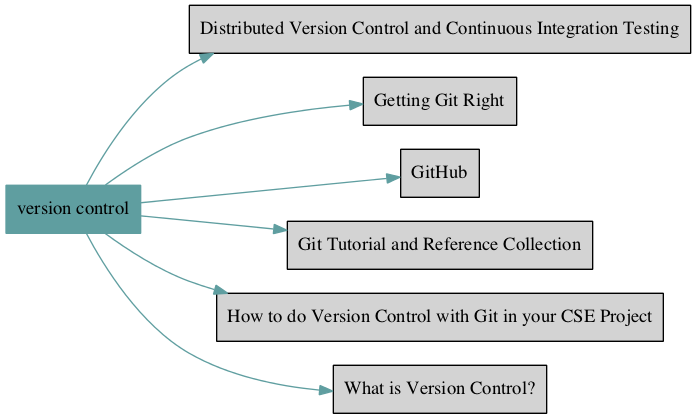 Distributed Version Control and Continuous Integration Testing
Getting Git Right
GitHub
version control
Git Tutorial and Reference Collection
How to do Version Control with Git in your CSE Project
What is Version Control?